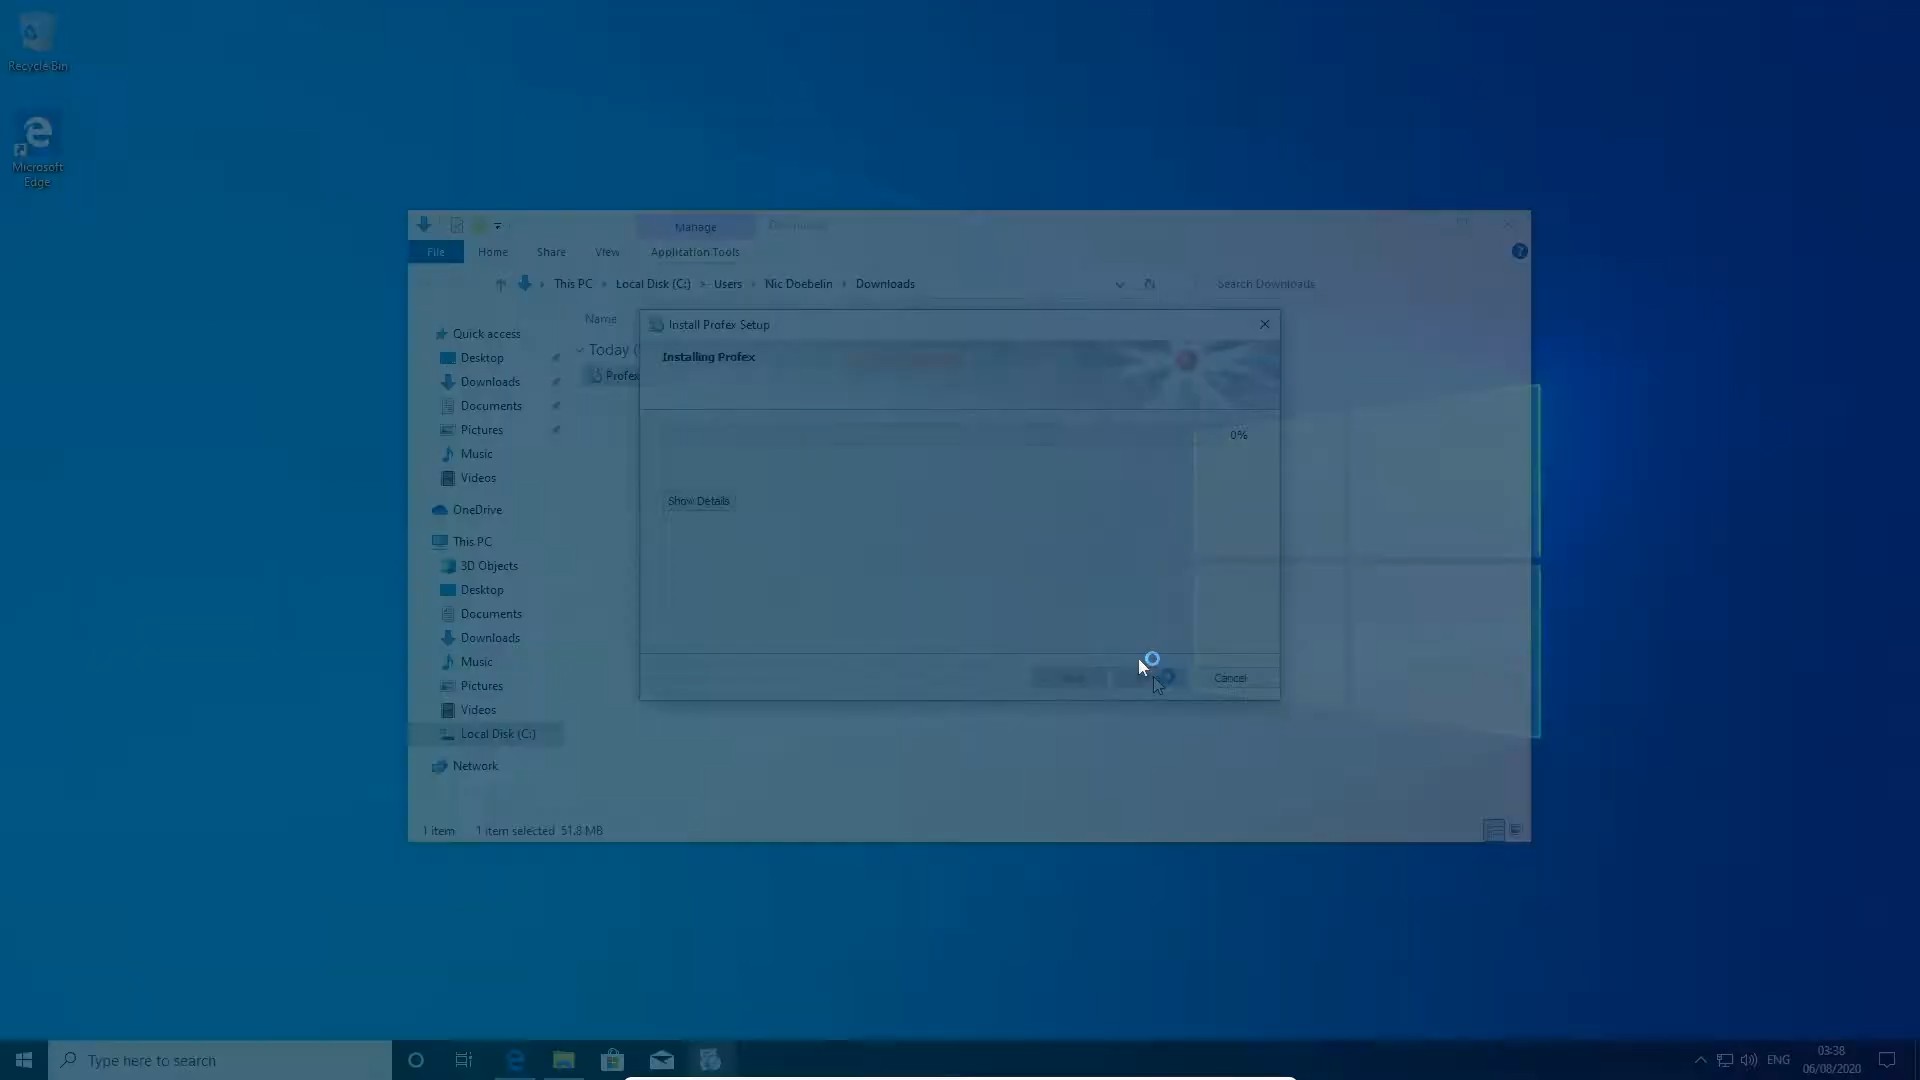 Recycle Bin
Microsoft
Edge
Manage
Downloads
File
Home
Share
View
Application Tools
This PC
Local Disk (C:)
Users
Nic Doebelin
Downloads
Search Downloads
Name
Today
Profex
Quick access
Desktop
Downloads
Documents
Pictures
Music
Videos
OneDrive
This PC
3D Objects
Desktop
Documents
Downloads
Music
Pictures
Videos
Local Disk (C:)
Network
1 item
1 item selected 51.8 MB
Install Profex Setup
Installing Profex
0%
Show Details
Cancel
Type here to search
ENG
03:38
06/08/2020